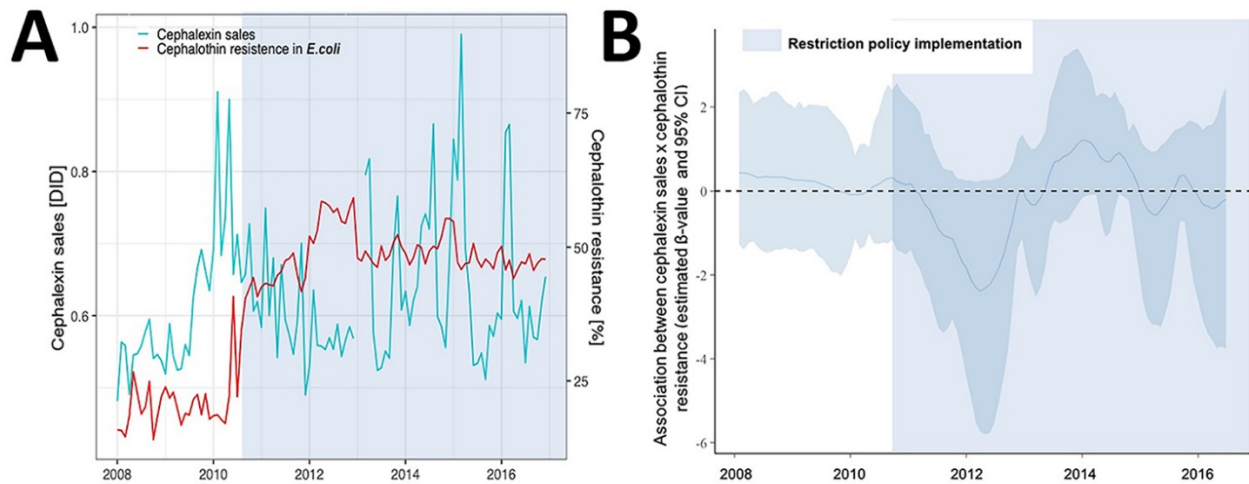 A
Cephalexin sales
Cephalothin resistence in E.coli
Cephalexin sales [DID]
1.0
0.8
0.6
Cephalothin resistance [%]
75
50
25
2008
2010
2012
2014
2016
B
Restriction policy implementation
Association between cephalexin sales x cephalothin
resistance (estimated ß-value and 95% CI)
2
0
-2
-4
-6
2008
2010
2012
2014
2016